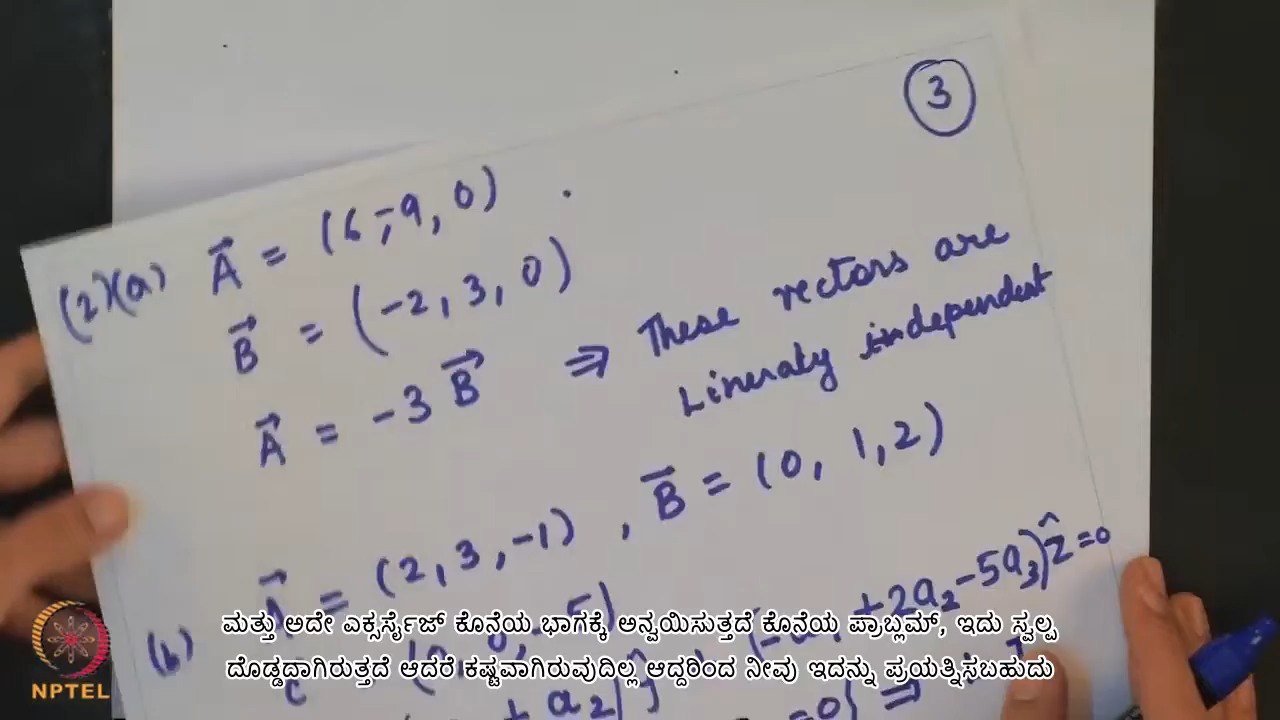 3
(2)(a) A⃗ = (6, -9, 0) .
B⃗ = (-2, 3, 0)
A⃗ = -3 B⃗ ⇒ These vectors are
Lineraly independent
(b) A⃗ = (2, 3, -1) , B⃗ = (0, 1, 2)
+ 2a₂ - 5a₃) ẑ = 0
ಮತ್ತು ಅದೇ ಎಕ್ಸರ್ಸೈಜ್ ಕೊನೆಯ ಭಾಗಕ್ಕೆ ಅನ್ವಯಿಸುತ್ತದೆ ಕೊನೆಯ ಪ್ರಾಬ್ಲಮ್, ಇದು ಸ್ವಲ್ಪ
ದೊಡ್ಡದಾಗಿರುತ್ತದೆ ಆದರೆ ಕಷ್ಟವಾಗಿರುವುದಿಲ್ಲ ಆದ್ದರಿಂದ ನೀವು ಇದನ್ನು ಪ್ರಯತ್ನಿಸಬಹುದು
NPTEL